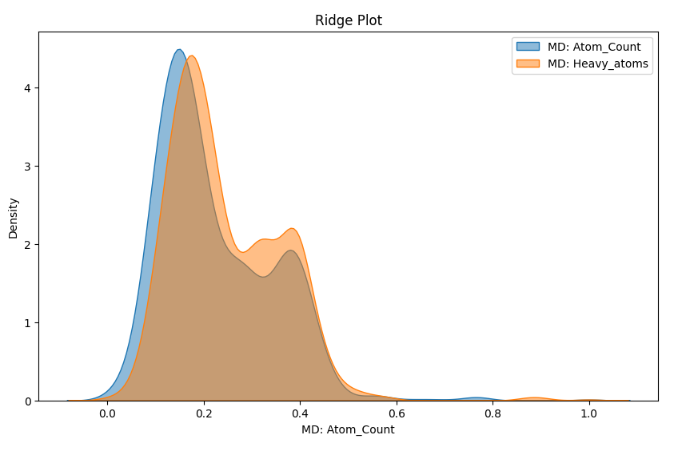 Ridge Plot
MD: Atom_Count
MD: Heavy_atoms
Density
4
3
2
1
0
0.0 0.2 0.4 0.6 0.8 1.0
MD: Atom_Count